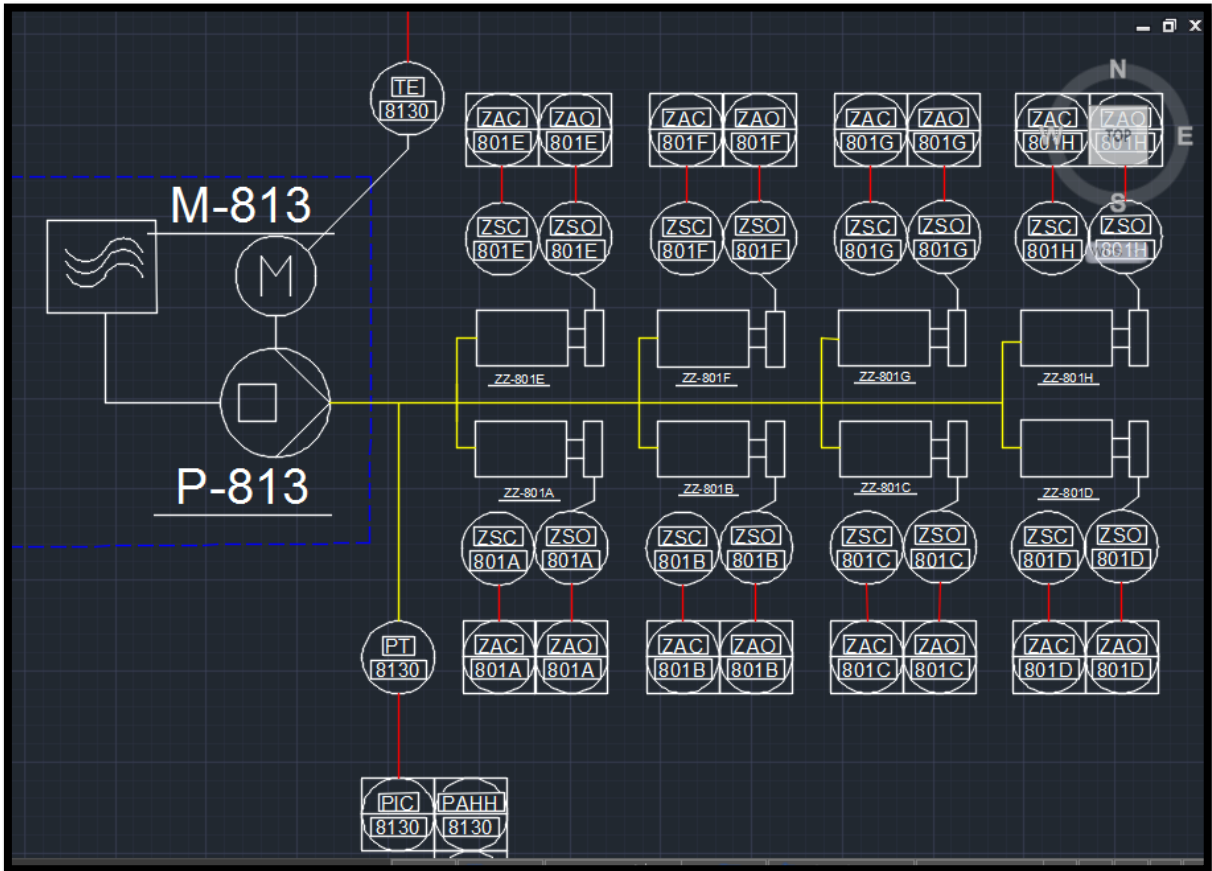 N
TE
8130
ZAC ZAO ZAC ZAO ZAC ZAO ZAC ZAO
801E 801E 801F 801F 801G 801G 801H 801H
TOP
W
E
S
M-813
ZSC ZSO ZSC ZSO ZSC ZSO ZSC ZSO
801E 801E 801F 801F 801G 801G 801H 801H
M
ZZ-801E ZZ-801F ZZ-801G ZZ-801H
P-813
ZZ-801A ZZ-801B ZZ-801C ZZ-801D
ZSC ZSO ZSC ZSO ZSC ZSO ZSC ZSO
801A 801A 801B 801B 801C 801C 801D 801D
PT
8130
ZAC ZAO ZAC ZAO ZAC ZAO ZAC ZAO
801A 801A 801B 801B 801C 801C 801D 801D
PIC PAHH
8130 8130